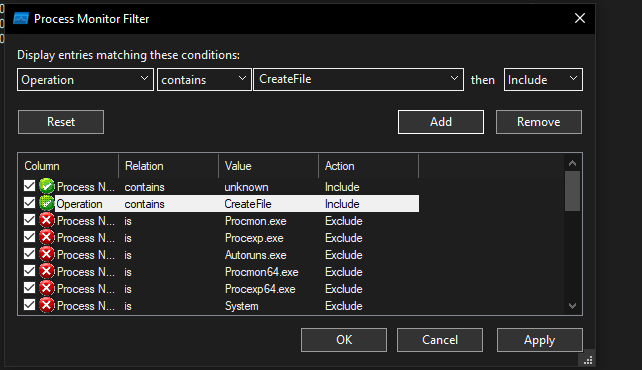 Process Monitor Filter
Display entries matching these conditions:
Operation contains CreateFile then Include
Reset Add Remove
Column Relation Value Action
Process N... contains unknown Include
Operation contains CreateFile Include
Process N... is Procmon.exe Exclude
Process N... is Procexp.exe Exclude
Process N... is Autoruns.exe Exclude
Process N... is Procmon64.exe Exclude
Process N... is Procexp64.exe Exclude
Process N... is System Exclude
OK Cancel Apply